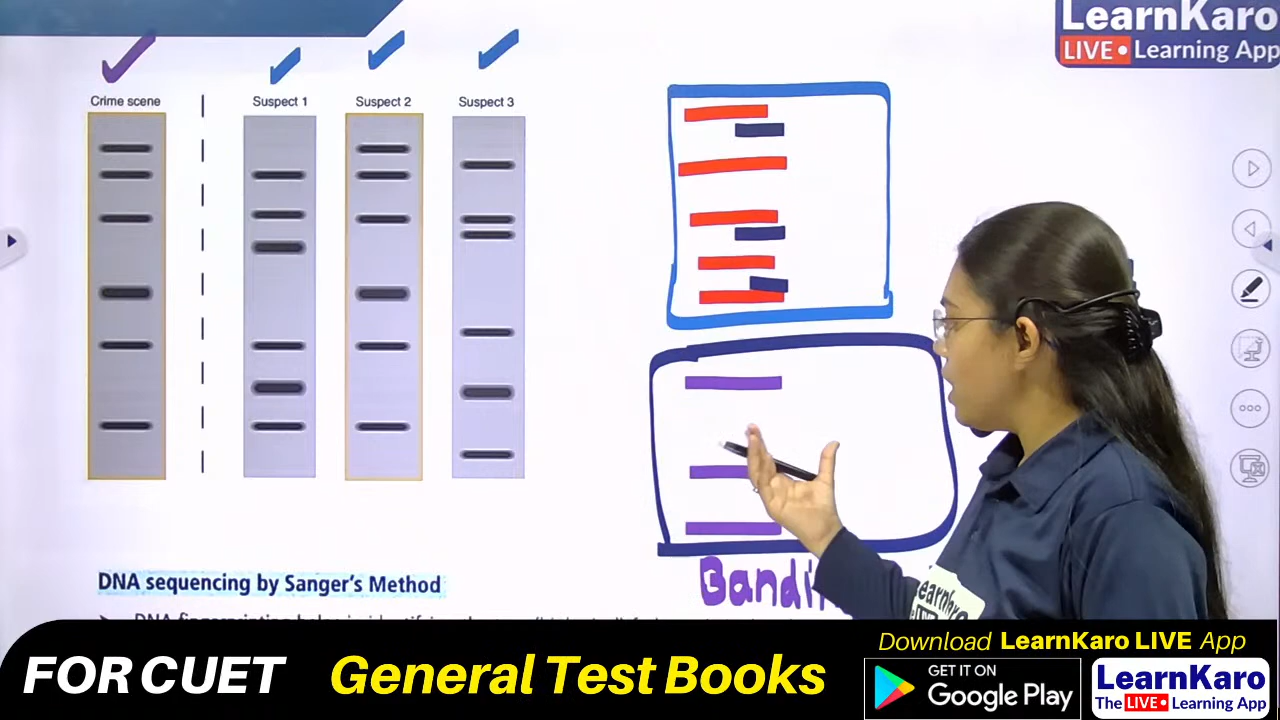 LearnKaro
LIVE • Learning App
Crime scene
Suspect 1
Suspect 2
Suspect 3
DNA sequencing by Sanger's Method
FOR CUET
General Test Books
Download LearnKaro LIVE App
GET IT ON
Google Play
LearnKaro
The LIVE • Learning App